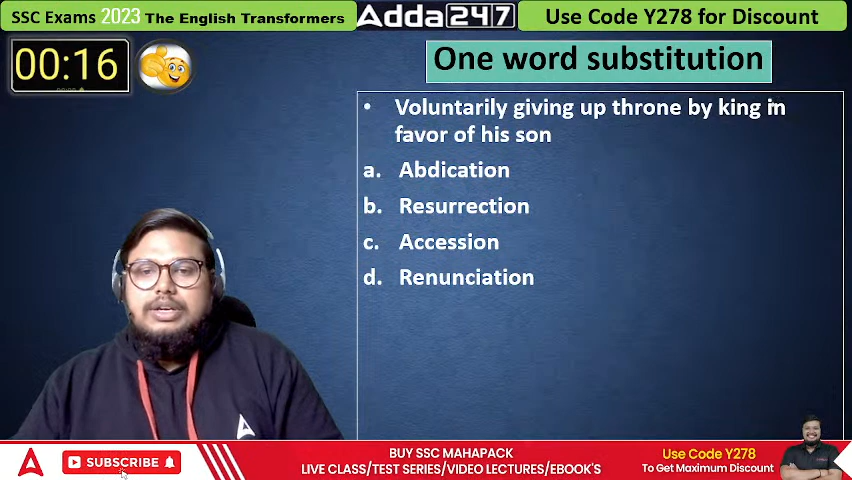 SSC Exams 2023 The English Transformers
Adda247
Use Code Y278 for Discount
00:16
One word substitution
• Voluntarily giving up throne by king in
favor of his son
a. Abdication
b. Resurrection
c. Accession
d. Renunciation
SUBSCRIBE
BUY SSC MAHAPACK
LIVE CLASS/TEST SERIES/VIDEO LECTURES/EBOOK'S
Use Code Y278
To Get Maximum Discount